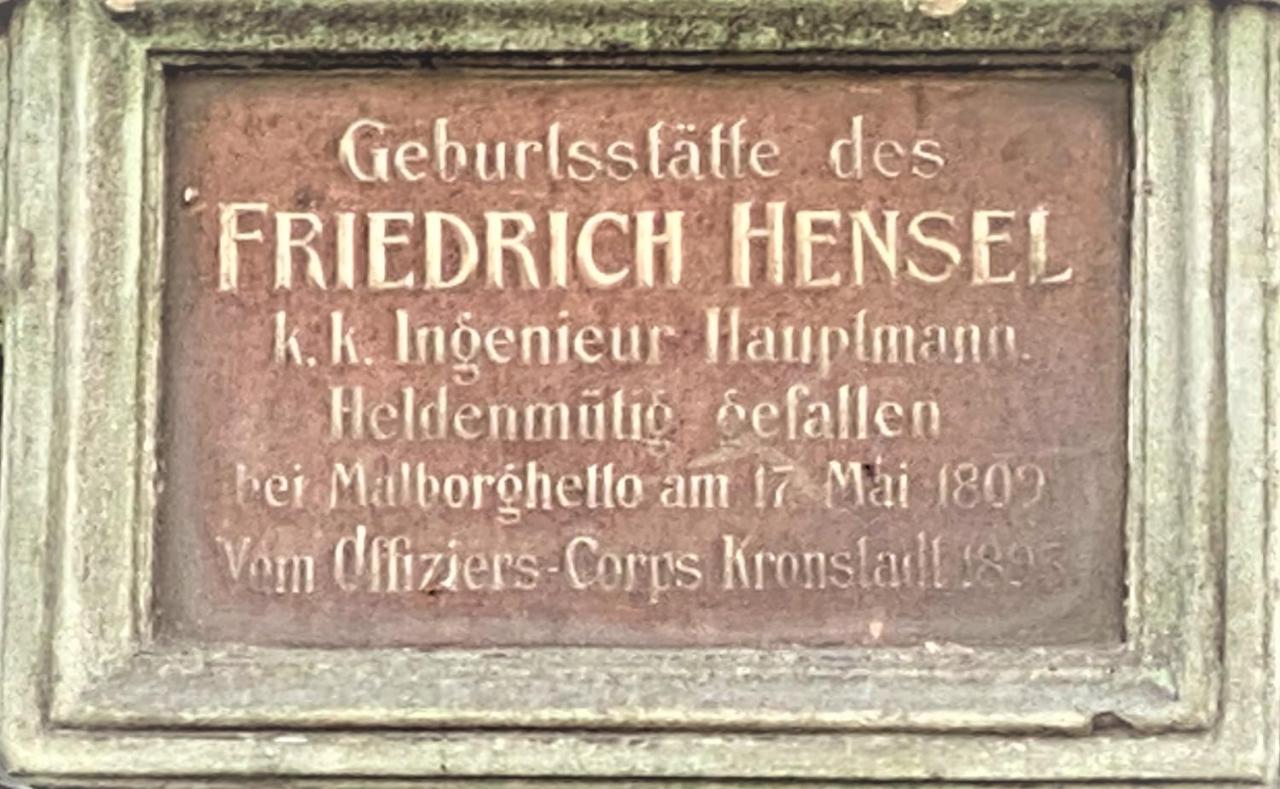 Geburtsstätte des
FRIEDRICH HENSEL
k. k. Ingenieur Hauptmann.
Heldenmütig gefallen
bei Malborghetto am 17. Mai 1809
Vom Offiziers-Corps Kronstadt